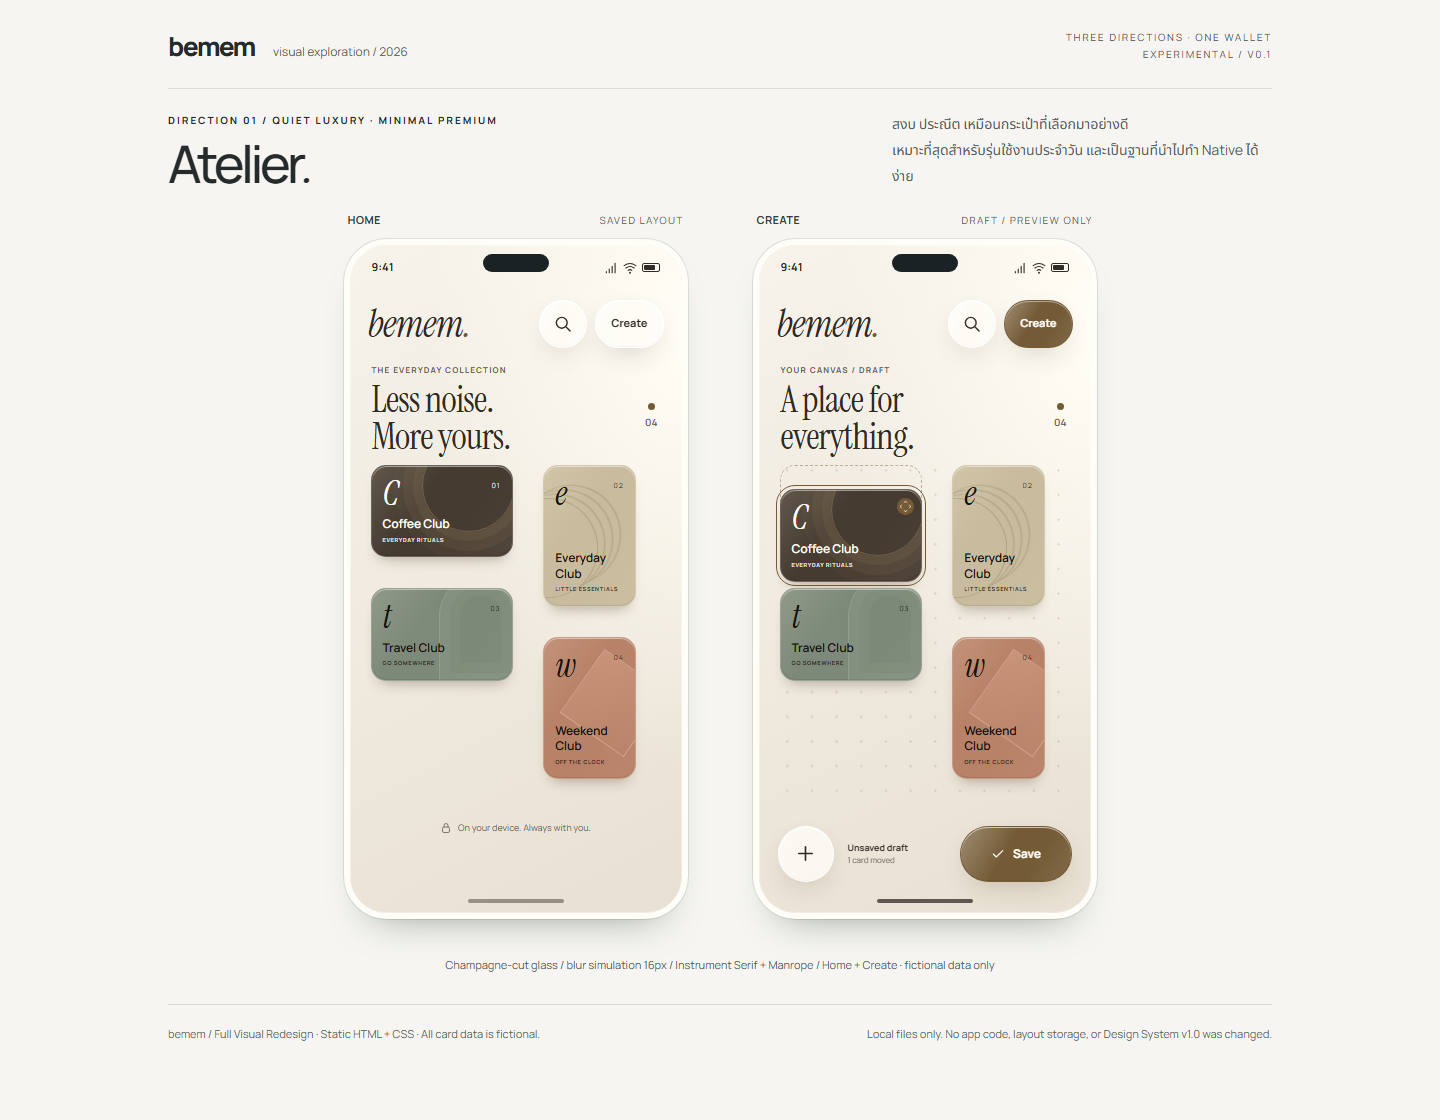 bemem visual exploration / 2026
THREE DIRECTIONS · ONE WALLET
EXPERIMENTAL / V0.1
DIRECTION 01 / QUIET LUXURY · MINIMAL PREMIUM
Atelier.
สงบ ประณีต เหมือนกระเป๋าที่เลือกมาอย่างดี
เหมาะที่สุดสำหรับรุ่นใช้งานประจำวัน และเป็นฐานที่นำไปทำ Native ได้
ง่าย
HOME SAVED LAYOUT
9:41
bemem.
Create
THE EVERYDAY COLLECTION
Less noise.
More yours.
04
C 01
Coffee Club
EVERYDAY RITUALS
e 02
Everyday
Club
LITTLE ESSENTIALS
t 03
Travel Club
GO SOMEWHERE
w 04
Weekend
Club
OFF THE CLOCK
On your device. Always with you.
CREATE DRAFT / PREVIEW ONLY
9:41
bemem.
Create
YOUR CANVAS / DRAFT
A place for
everything.
04
C
Coffee Club
EVERYDAY RITUALS
e 02
Everyday
Club
LITTLE ESSENTIALS
t 03
Travel Club
GO SOMEWHERE
w 04
Weekend
Club
OFF THE CLOCK
Unsaved draft
1 card moved
Save
Champagne-cut glass / blur simulation 16px / Instrument Serif + Manrope / Home + Create · fictional data only
bemem / Full Visual Redesign · Static HTML + CSS · All card data is fictional.
Local files only. No app code, layout storage, or Design System v1.0 was changed.